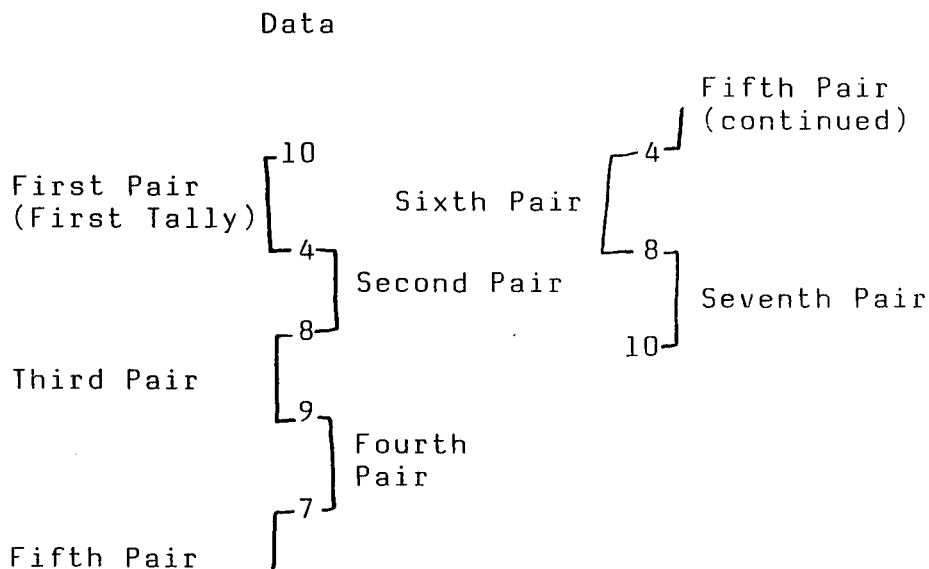 Data
10
First Pair
(First Tally)
4
Second Pair
8
Third Pair
9
Fourth
Pair
7
Fifth Pair
Fifth Pair
(continued)
4
Sixth Pair
8
Seventh Pair
10